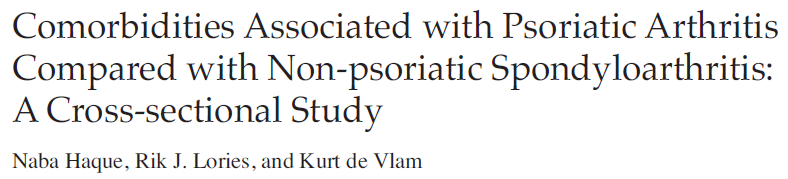 Comorbidities Associated with Psoriatic Arthritis
Compared with Non-psoriatic Spondyloarthritis:
A Cross-sectional Study
Naba Haque, Rik J. Lories, and Kurt de Vlam